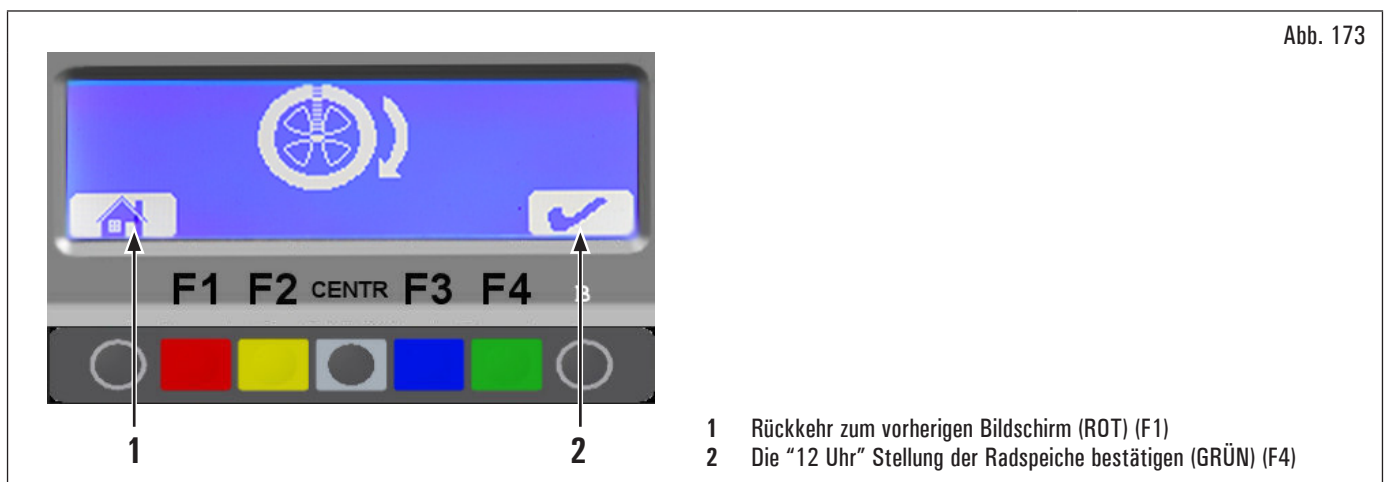 Abb. 173
F1 F2 CENTR F3 F4 B
1 2
1 Rückkehr zum vorherigen Bildschirm (ROT) (F1)
2 Die “12 Uhr” Stellung der Radspeiche bestätigen (GRÜN) (F4)